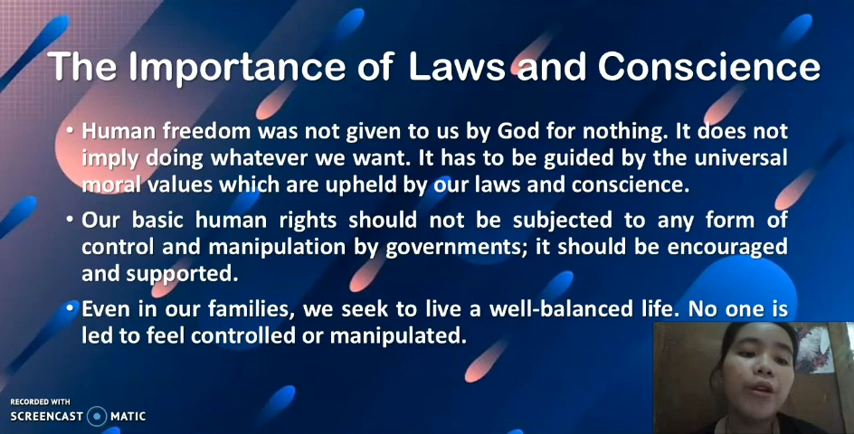 The Importance of Laws and Conscience
• Human freedom was not given to us by God for nothing. It does not
imply doing whatever we want. It has to be guided by the universal
moral values which are upheld by our laws and conscience.
• Our basic human rights should not be subjected to any form of
control and manipulation by governments; it should be encouraged
and supported.
• Even in our families, we seek to live a well-balanced life. No one is
led to feel controlled or manipulated.
RECORDED WITH
SCREENCAST MATIC